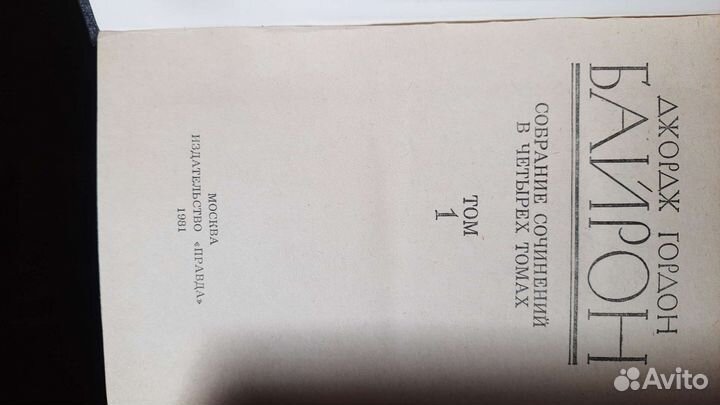 ДЖОРДЖ ГОРДОН
БАЙРОН
СОБРАНИЕ СОЧИНЕНИЙ
В ЧЕТЫРЕХ ТОМАХ
ТОМ
1
МОСКВА
ИЗДАТЕЛЬСТВО «ПРАВДА»
1981
Avito